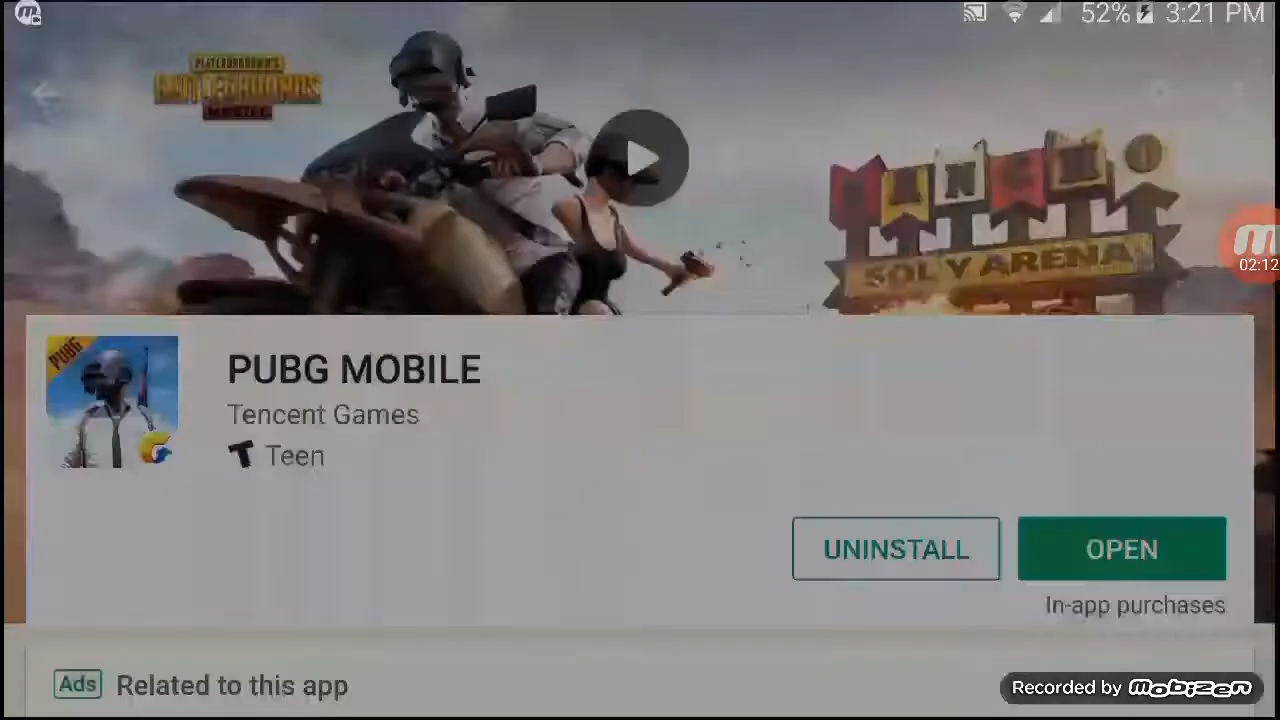 52% 3:21 PM
PLAYERUNKNOWN'S
BATTLEGROUNDS
MOBILE
SOL Y ARENA
02:12
PUBG
PUBG MOBILE
Tencent Games
T Teen
UNINSTALL
OPEN
In-app purchases
Ads Related to this app
Recorded by mobizen